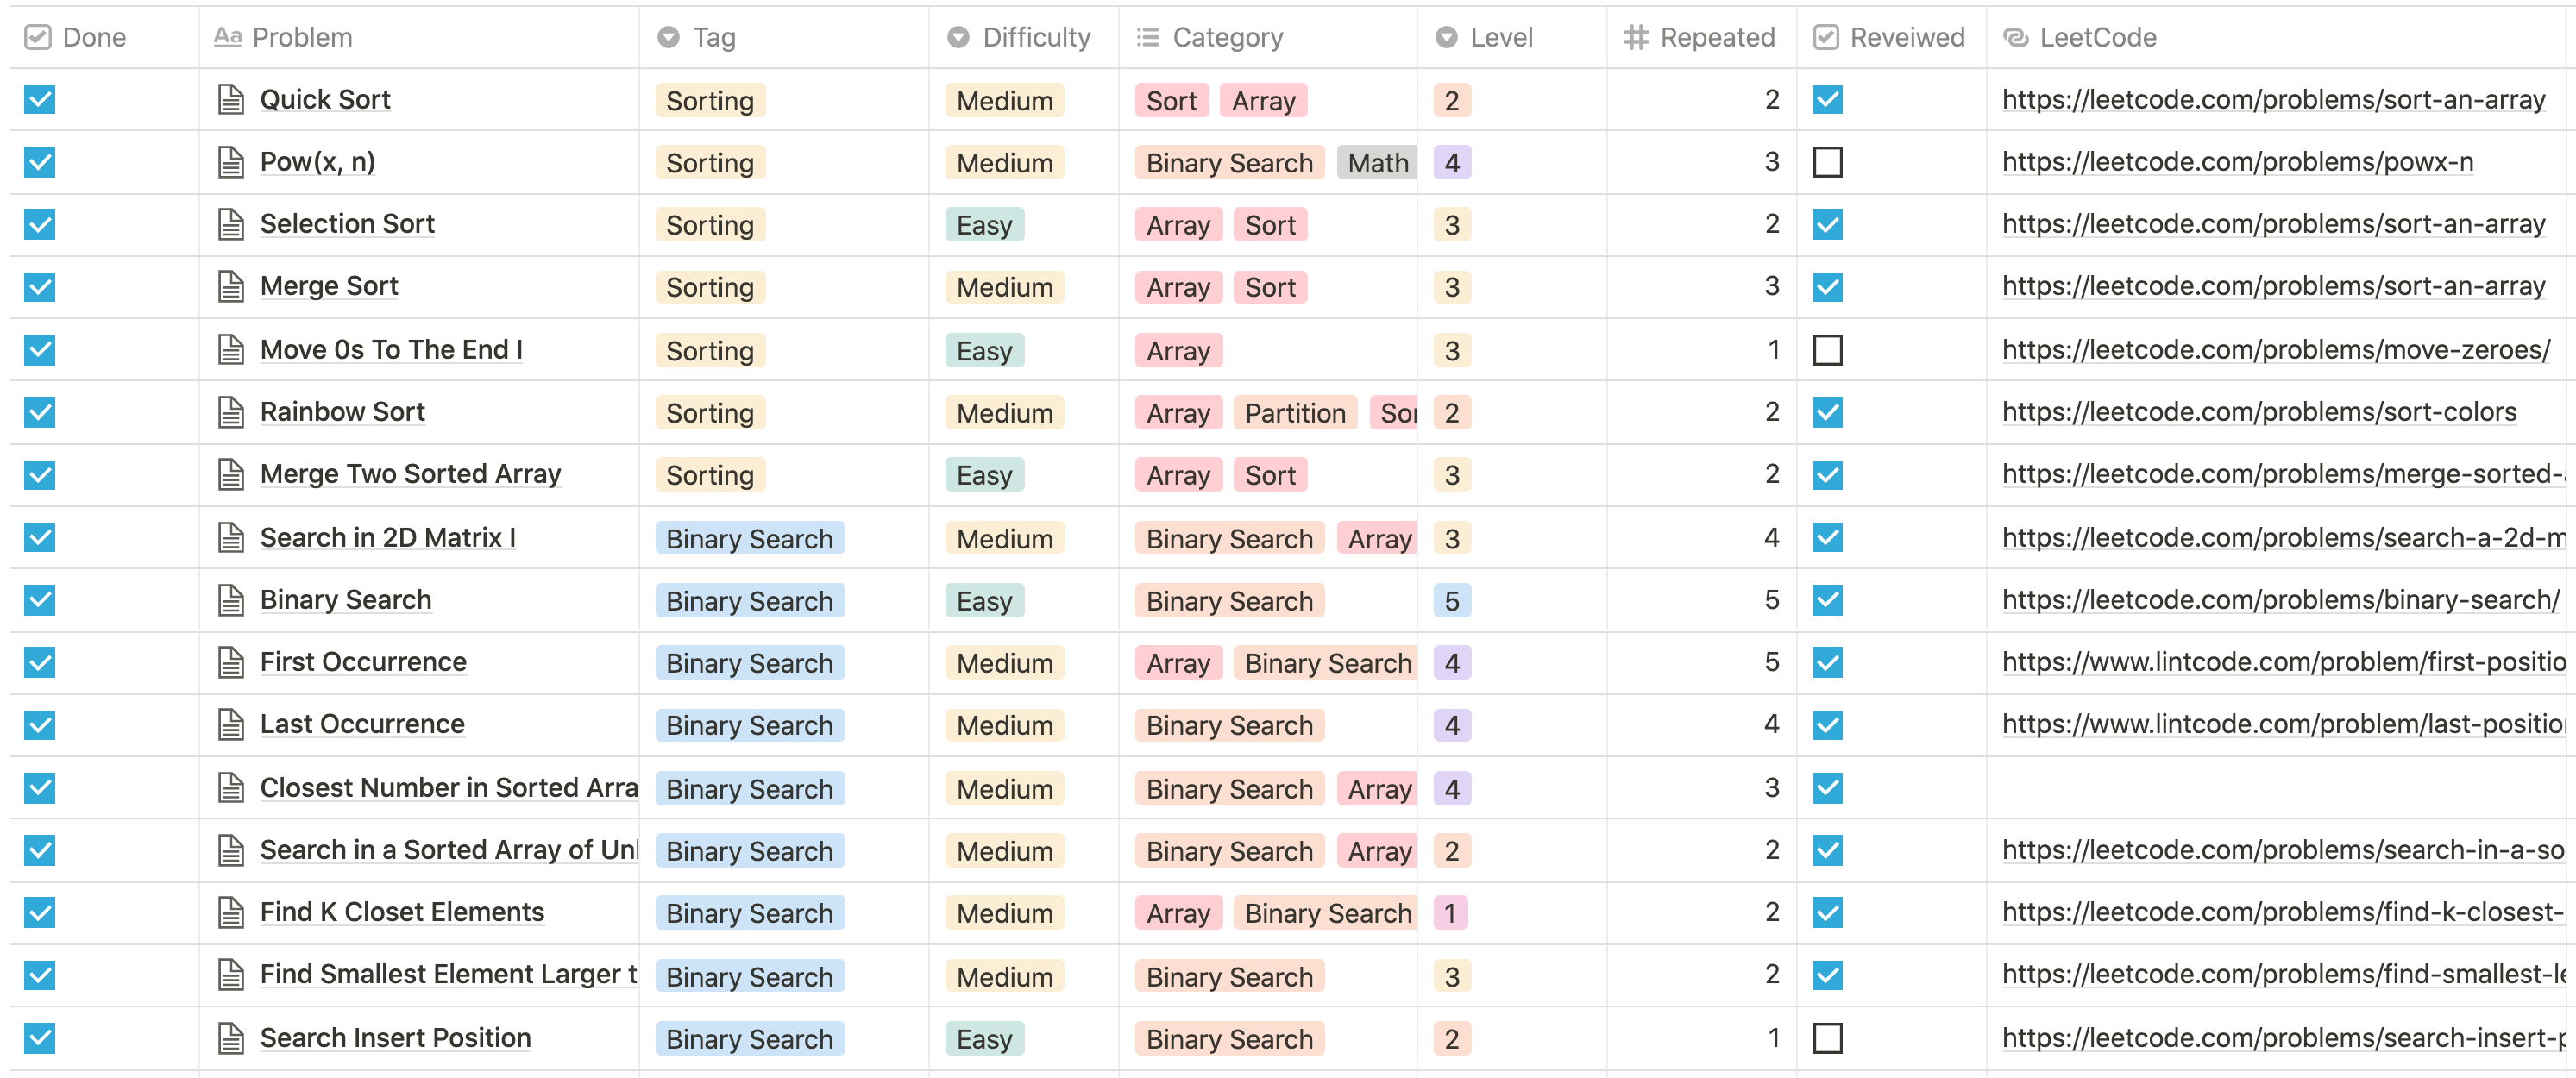 Done Aa Problem Tag Difficulty Category Level # Repeated Reveiwed LeetCode
Quick Sort Sorting Medium Sort Array 2 2 https://leetcode.com/problems/sort-an-array
Pow(x, n) Sorting Medium Binary Search Math 4 3 https://leetcode.com/problems/powx-n
Selection Sort Sorting Easy Array Sort 3 2 https://leetcode.com/problems/sort-an-array
Merge Sort Sorting Medium Array Sort 3 3 https://leetcode.com/problems/sort-an-array
Move 0s To The End I Sorting Easy Array 3 1 https://leetcode.com/problems/move-zeroes/
Rainbow Sort Sorting Medium Array Partition 2 2 https://leetcode.com/problems/sort-colors
Merge Two Sorted Array Sorting Easy Array Sort 3 2 https://leetcode.com/problems/merge-sorted-
Search in 2D Matrix I Binary Search Medium Binary Search Array 3 4 https://leetcode.com/problems/search-a-2d-m
Binary Search Binary Search Easy Binary Search 5 5 https://leetcode.com/problems/binary-search/
First Occurrence Binary Search Medium Array Binary Search 4 5 https://www.lintcode.com/problem/first-positio
Last Occurrence Binary Search Medium Binary Search 4 4 https://www.lintcode.com/problem/last-position
Closest Number in Sorted Arra Binary Search Medium Binary Search Array 4 3
Search in a Sorted Array of Binary Search Medium Binary Search Array 2 2 https://leetcode.com/problems/search-in-a-so
Find K Closet Elements Binary Search Medium Array Binary Search 1 2 https://leetcode.com/problems/find-k-closest-
Find Smallest Element Larger t Binary Search Medium Binary Search 3 2 https://leetcode.com/problems/find-smallest-le
Search Insert Position Binary Search Easy Binary Search 2 1 https://leetcode.com/problems/search-insert-p